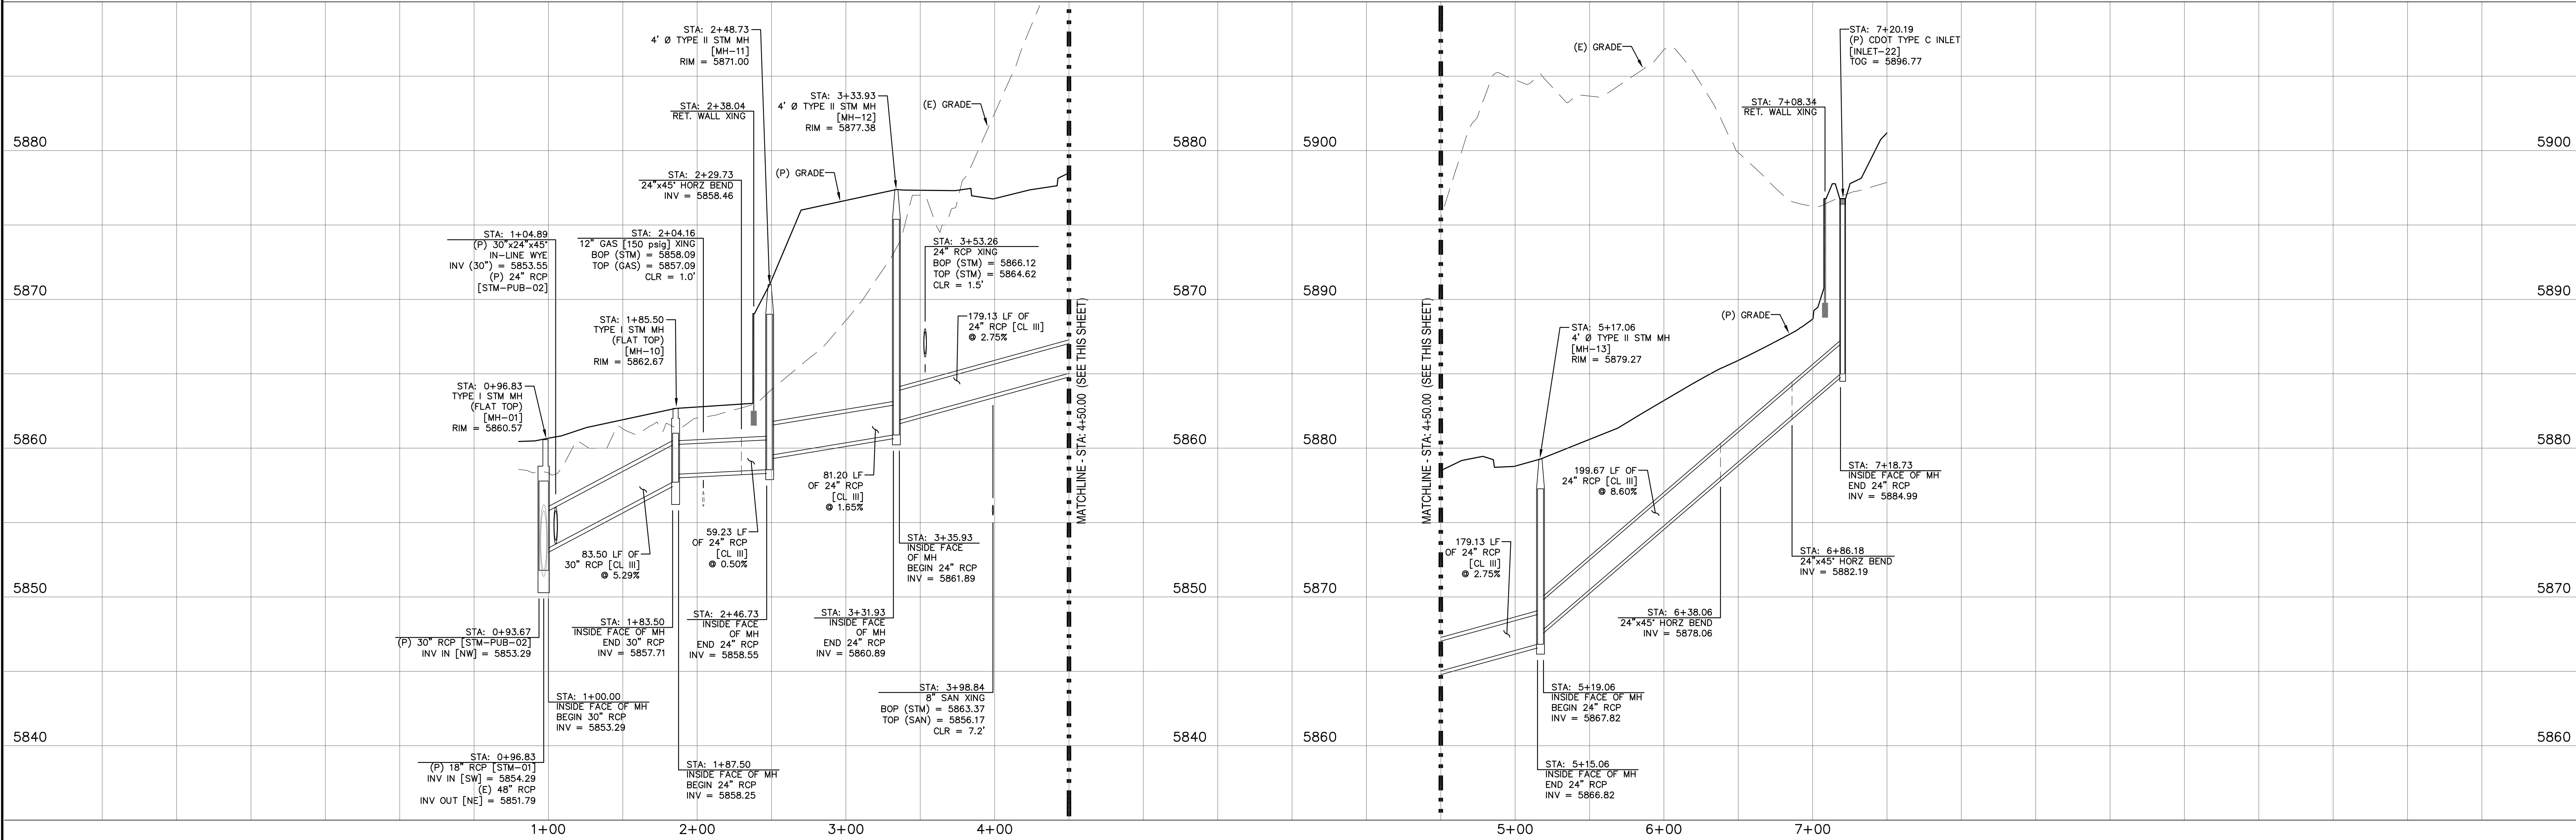 STA: 2+48.73
4' Ø TYPE II STM MH
[MH-11]
RIM = 5871.00
STA: 2+38.04
RET. WALL XING
STA: 3+33.93
4' Ø TYPE II STM MH
[MH-12]
RIM = 5877.38
(E) GRADE
STA: 2+29.73
24"x45° HORZ BEND
INV = 5858.46
(P) GRADE
STA: 1+04.89
(P) 30"x24"x45°
IN-LINE WYE
INV (30") = 5853.55
(P) 24" RCP
[STM-PUB-02]
STA: 2+04.16
12" GAS [150 psig] XING
BOP (STM) = 5858.09
TOP (GAS) = 5857.09
CLR = 1.0'
STA: 3+53.26
24" RCP XING
BOP (STM) = 5866.12
TOP (STM) = 5864.62
CLR = 1.5'
STA: 1+85.50
TYPE I STM MH
(FLAT TOP)
[MH-10]
RIM = 5862.67
179.13 LF OF
24" RCP [CL III]
@ 2.75%
STA: 0+96.83
TYPE I STM MH
(FLAT TOP)
[MH-01]
RIM = 5860.57
83.50 LF OF
30" RCP [CL III]
@ 5.29%
59.23 LF
OF 24" RCP
[CL III]
@ 0.50%
81.20 LF
OF 24" RCP
[CL III]
@ 1.65%
STA: 3+35.93
INSIDE FACE
OF MH
BEGIN 24" RCP
INV = 5861.89
STA: 0+93.67
(P) 30" RCP [STM-PUB-02]
INV IN [NW] = 5853.29
STA: 1+83.50
INSIDE FACE OF MH
END 30" RCP
INV = 5857.71
STA: 2+46.73
INSIDE FACE
OF MH
END 24" RCP
INV = 5858.55
STA: 3+31.93
INSIDE FACE
OF MH
END 24" RCP
INV = 5860.89
STA: 1+00.00
INSIDE FACE OF MH
BEGIN 30" RCP
INV = 5853.29
STA: 3+98.84
8" SAN XING
BOP (STM) = 5863.37
TOP (SAN) = 5856.17
CLR = 7.2'
STA: 0+96.83
(P) 18" RCP [STM-01]
INV IN [SW] = 5854.29
(E) 48" RCP
INV OUT [NE] = 5851.79
STA: 1+87.50
INSIDE FACE OF MH
BEGIN 24" RCP
INV = 5858.25
5880
5870
5860
5850
5840
MATCHLINE - STA: 4+50.00 (SEE THIS SHEET)
5880
5870
5860
5850
5840
1+00
2+00
3+00
4+00
5900
5890
5880
5870
5860
MATCHLINE - STA: 4+50.00 (SEE THIS SHEET)
(E) GRADE
STA: 7+20.19
(P) CDOT TYPE C INLET
[INLET-22]
TOG = 5896.77
STA: 7+08.34
RET. WALL XING
(P) GRADE
STA: 5+17.06
4' Ø TYPE II STM MH
[MH-13]
RIM = 5879.27
199.67 LF OF
24" RCP [CL III]
@ 8.60%
STA: 7+18.73
INSIDE FACE OF MH
END 24" RCP
INV = 5884.99
179.13 LF
OF 24" RCP
[CL III]
@ 2.75%
STA: 6+86.18
24"x45° HORZ BEND
INV = 5882.19
STA: 6+38.06
24"x45° HORZ BEND
INV = 5878.06
STA: 5+19.06
INSIDE FACE OF MH
BEGIN 24" RCP
INV = 5867.82
STA: 5+15.06
INSIDE FACE OF MH
END 24" RCP
INV = 5866.82
5900
5890
5880
5870
5860
5+00
6+00
7+00